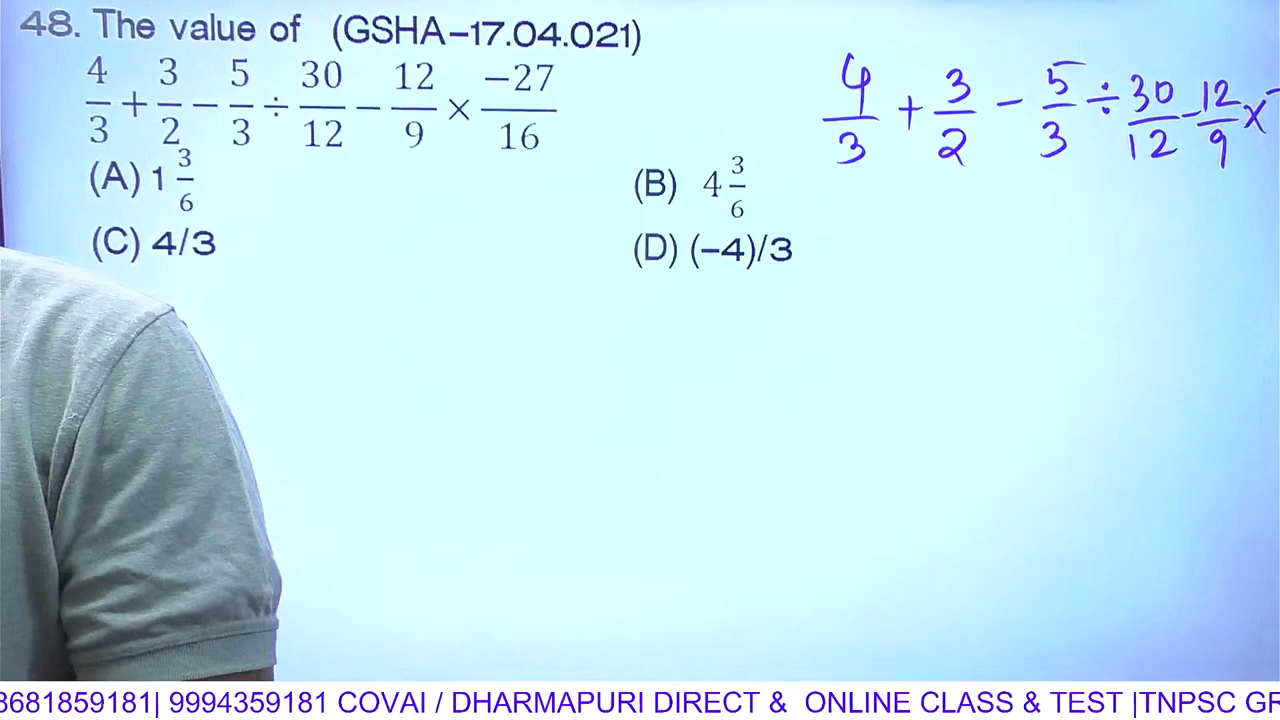 48. The value of (GSHA-17.04.021)
4/3 + 3/2 − 5/3 ÷ 30/12 − 12/9 × −27/16
4/3 + 3/2 − 5/3 ÷ 30/12 − 12/9 × −
(A) 1 3/6 (B) 4 3/6
(C) 4/3 (D) (−4)/3
8681859181| 9994359181 COVAI / DHARMAPURI DIRECT & ONLINE CLASS & TEST |TNPSC GR